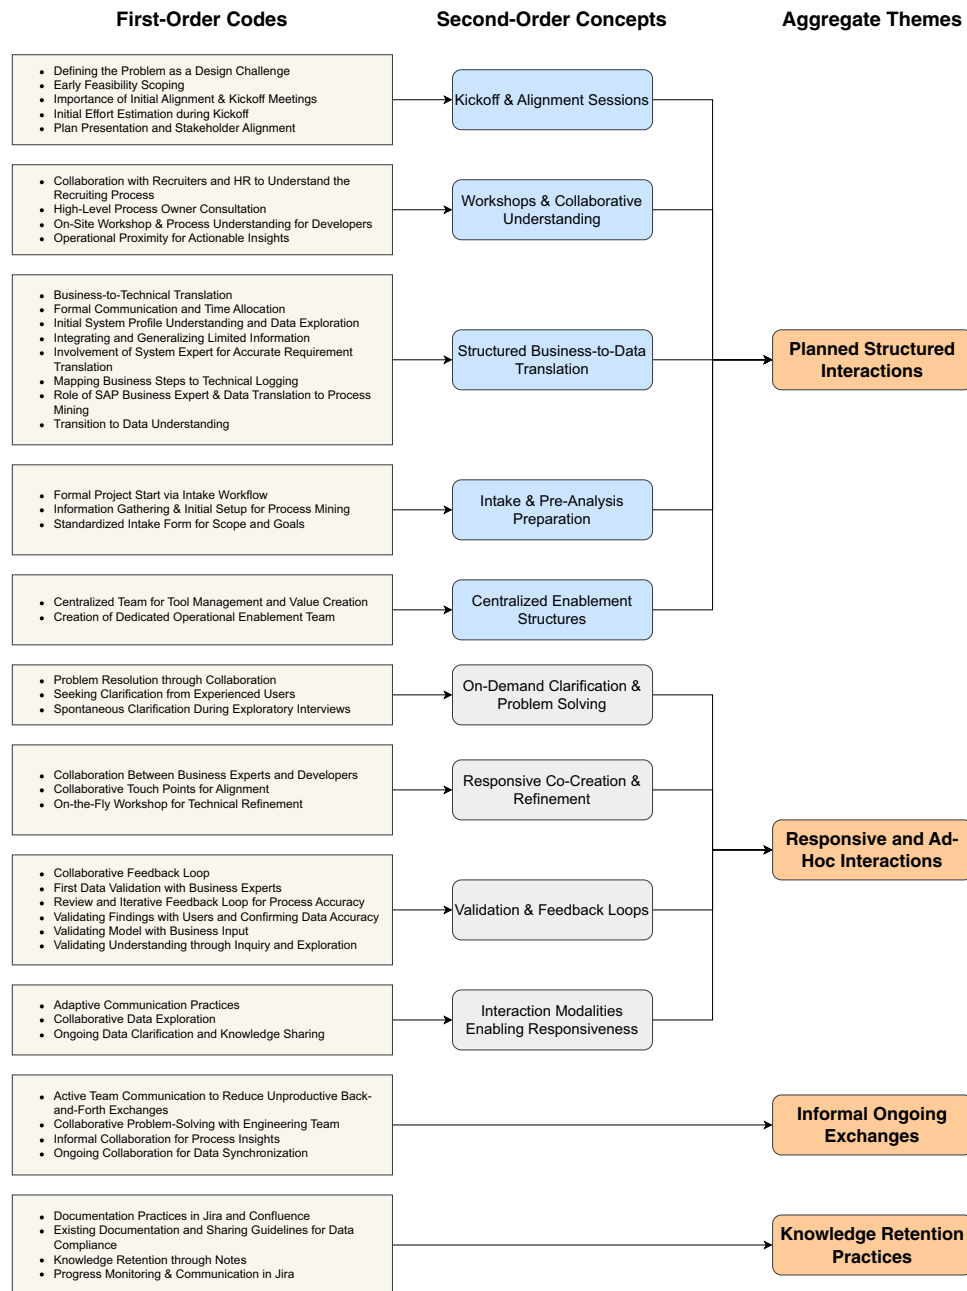 First-Order Codes
Second-Order Concepts
Aggregate Themes
• Defining the Problem as a Design Challenge
• Early Feasibility Scoping
• Importance of Initial Alignment & Kickoff Meetings
• Initial Effort Estimation during Kickoff
• Plan Presentation and Stakeholder Alignment
Kickoff & Alignment Sessions
• Collaboration with Recruiters and HR to Understand the
Recruiting Process
• High-Level Process Owner Consultation
• On-Site Workshop & Process Understanding for Developers
• Operational Proximity for Actionable Insights
Workshops & Collaborative
Understanding
• Business-to-Technical Translation
• Formal Communication and Time Allocation
• Initial System Profile Understanding and Data Exploration
• Integrating and Generalizing Limited Information
• Involvement of System Expert for Accurate Requirement
Translation
• Mapping Business Steps to Technical Logging
• Role of SAP Business Expert & Data Translation to Process
Mining
• Transition to Data Understanding
Structured Business-to-Data
Translation
Planned Structured
Interactions
• Formal Project Start via Intake Workflow
• Information Gathering & Initial Setup for Process Mining
• Standardized Intake Form for Scope and Goals
Intake & Pre-Analysis
Preparation
• Centralized Team for Tool Management and Value Creation
• Creation of Dedicated Operational Enablement Team
Centralized Enablement
Structures
• Problem Resolution through Collaboration
• Seeking Clarification from Experienced Users
• Spontaneous Clarification During Exploratory Interviews
On-Demand Clarification &
Problem Solving
• Collaboration Between Business Experts and Developers
• Collaborative Touch Points for Alignment
• On-the-Fly Workshop for Technical Refinement
Responsive Co-Creation &
Refinement
Responsive and Ad-
Hoc Interactions
• Collaborative Feedback Loop
• First Data Validation with Business Experts
• Review and Iterative Feedback Loop for Process Accuracy
• Validating Findings with Users and Confirming Data Accuracy
• Validating Model with Business Input
• Validating Understanding through Inquiry and Exploration
Validation & Feedback Loops
• Adaptive Communication Practices
• Collaborative Data Exploration
• Ongoing Data Clarification and Knowledge Sharing
Interaction Modalities
Enabling Responsiveness
• Active Team Communication to Reduce Unproductive Back-
and-Forth Exchanges
• Collaborative Problem-Solving with Engineering Team
• Informal Collaboration for Process Insights
• Ongoing Collaboration for Data Synchronization
Informal Ongoing
Exchanges
• Documentation Practices in Jira and Confluence
• Existing Documentation and Sharing Guidelines for Data
Compliance
• Knowledge Retention through Notes
• Progress Monitoring & Communication in Jira
Knowledge Retention
Practices